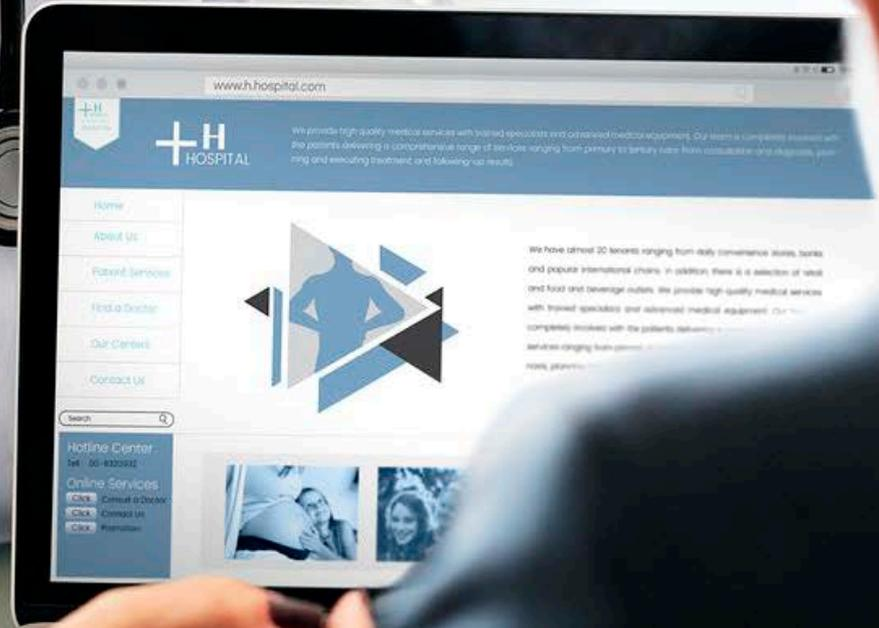 www.h.hospital.com
+H
HOSPITAL
We provide high quality medical services with trained specialists and advanced medical equipment. Our team is completely involved with
the patients delivering a comprehensive range of services ranging from primary to tertiary care: from consultation and diagnosis, plan-
ning and executing treatment and following-up results.
Home
About Us
Patient Services
Find a Doctor
Our Centers
Contact Us
Search
Hotline Center
Online Services
Click Consult a Doctor
Click Contact Us
Click Promotion
We have almost 20 tenants ranging from daily convenience stores, banks
and popular international chains. In addition, there is a selection of retail
and food and beverage outlets. We provide high quality medical services
with trained specialists and advanced medical equipment. Our
completely involved with the patients
services ranging from